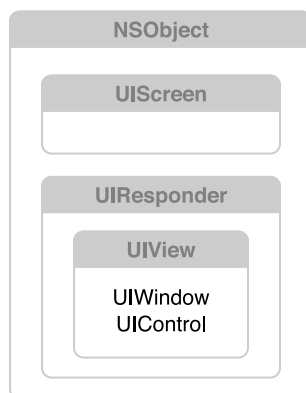 NSObject
UIScreen
UIResponder
UIView
UIWindow
UIControl